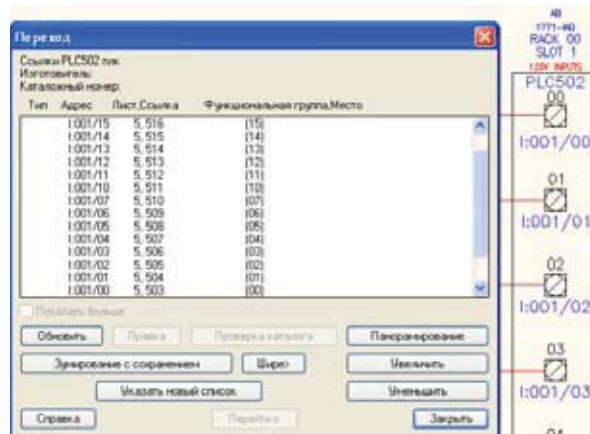 Переход
Ссылки PLC502 плк.
Изготовитель:
Каталожный номер:
Тип Адрес Лист,Ссылка Функциональная группа,Место
I:001/15 5, 516 (15)
I:001/14 5, 515 (14)
I:001/13 5, 514 (13)
I:001/12 5, 513 (12)
I:001/11 5, 512 (11)
I:001/10 5, 511 (10)
I:001/07 5, 510 (07)
I:001/06 5, 509 (06)
I:001/05 5, 508 (05)
I:001/04 5, 507 (04)
I:001/03 5, 506 (03)
I:001/02 5, 505 (02)
I:001/01 5, 504 (01)
I:001/00 5, 503 (00)
Показать больше
Обновить Правка Проверка каталога Панорамирование
Зумирование с сохранением Шире> Увеличить
Указать новый список Уменьшить
Справка Перейти к Закрыть
AB
1771-IAD
RACK 00
SLOT 1
120V INPUTS
PLC502
00
I:001/00
01
I:001/01
02
I:001/02
03
I:001/03
04